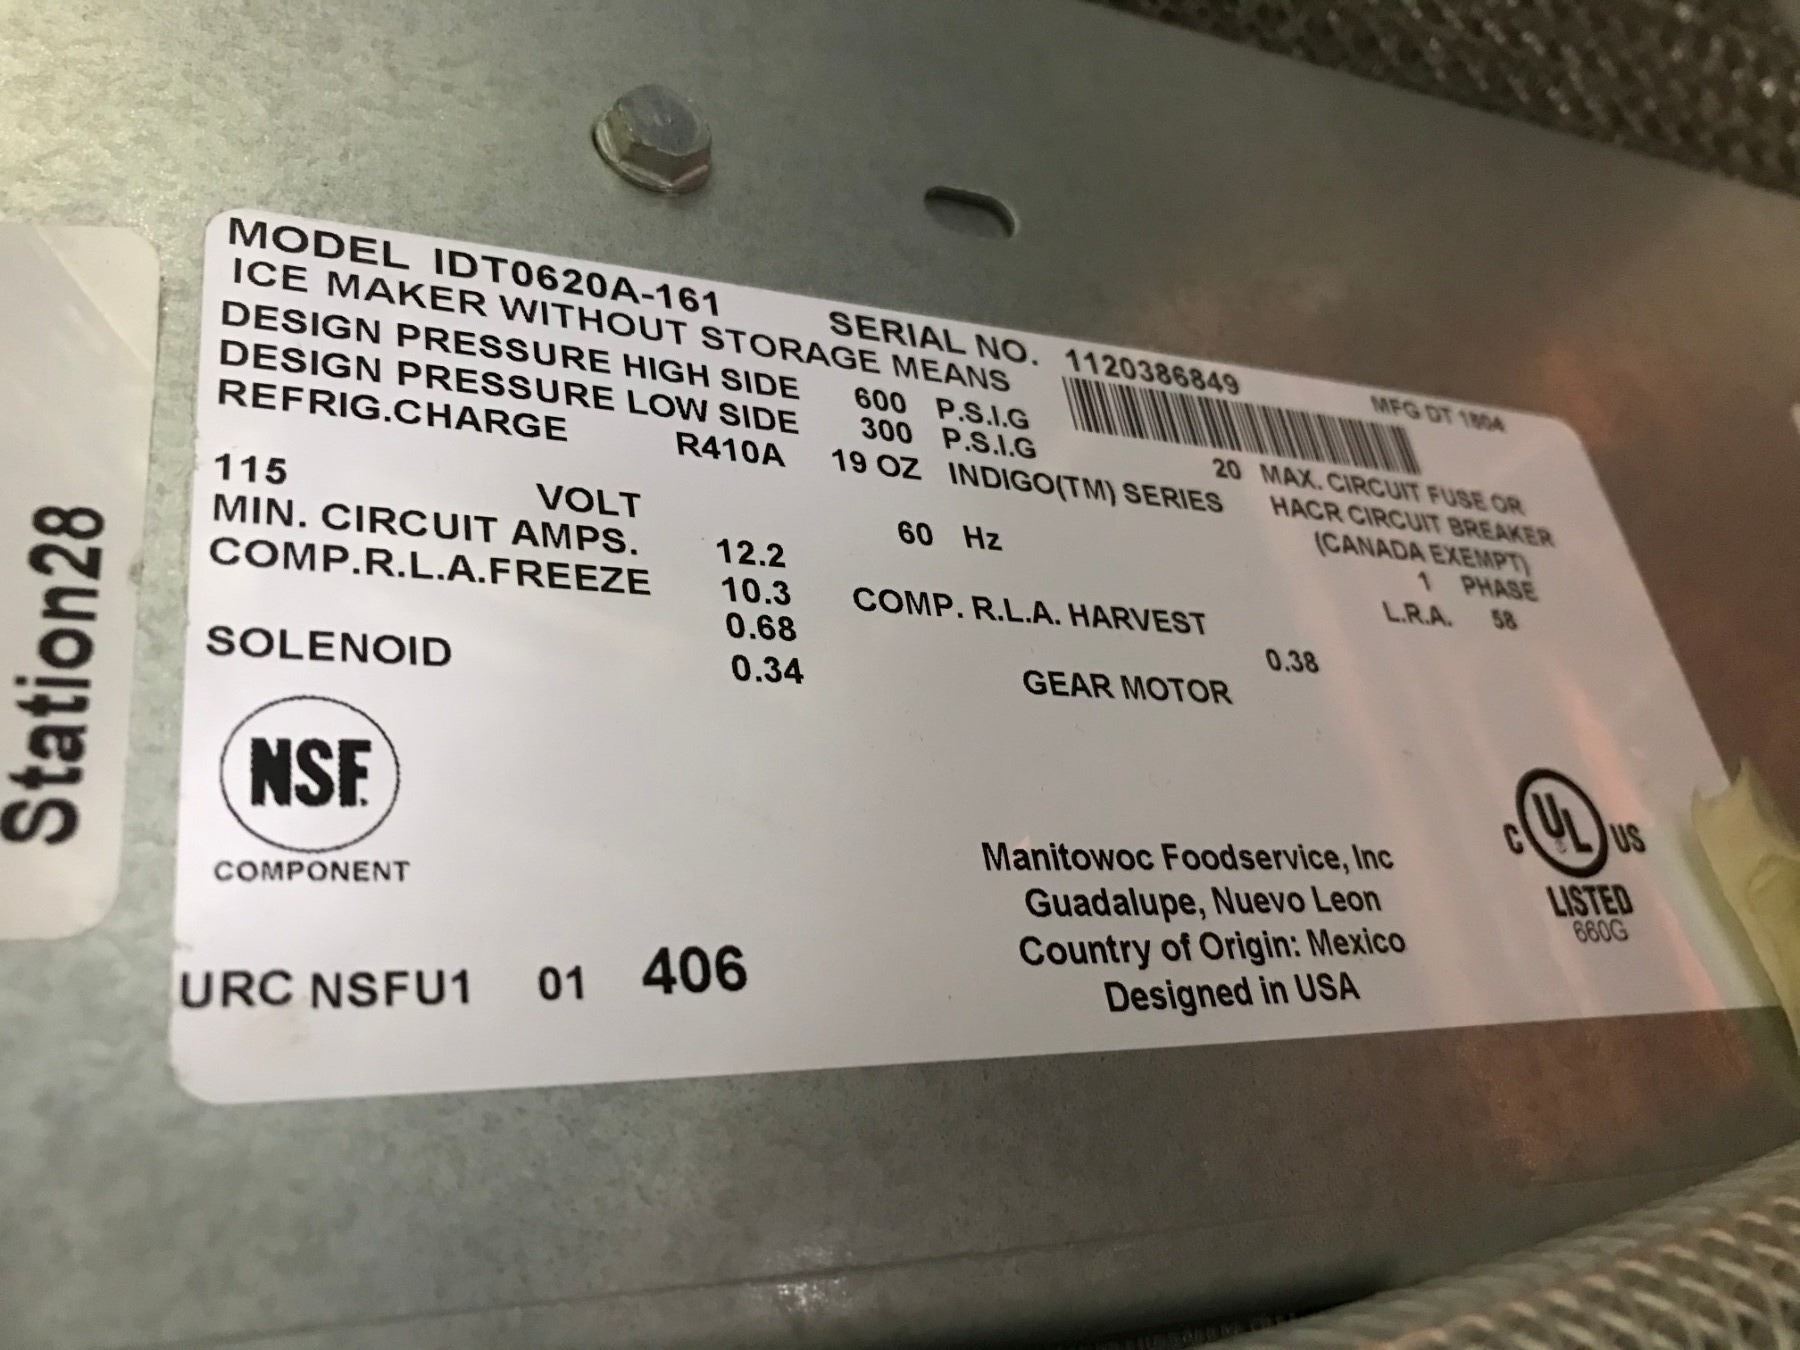 MODEL IDT0620A-161 SERIAL NO. 1120386849 MFG DT 1804
ICE MAKER WITHOUT STORAGE MEANS
DESIGN PRESSURE HIGH SIDE 600 P.S.I.G
DESIGN PRESSURE LOW SIDE 300 P.S.I.G
REFRIG.CHARGE R410A 19 OZ INDIGO(TM) SERIES
20 MAX. CIRCUIT FUSE OR
HACR CIRCUIT BREAKER
(CANADA EXEMPT)
115 VOLT 60 Hz 1 PHASE
MIN. CIRCUIT AMPS. 12.2
COMP.R.L.A.FREEZE 10.3 COMP. R.L.A. HARVEST L.R.A. 58
0.68
SOLENOID 0.34 GEAR MOTOR 0.38
NSF.
COMPONENT
URC NSFU1 01 406
Manitowoc Foodservice, Inc
Guadalupe, Nuevo Leon
Country of Origin: Mexico
Designed in USA
C UL US
LISTED
660G
Station28